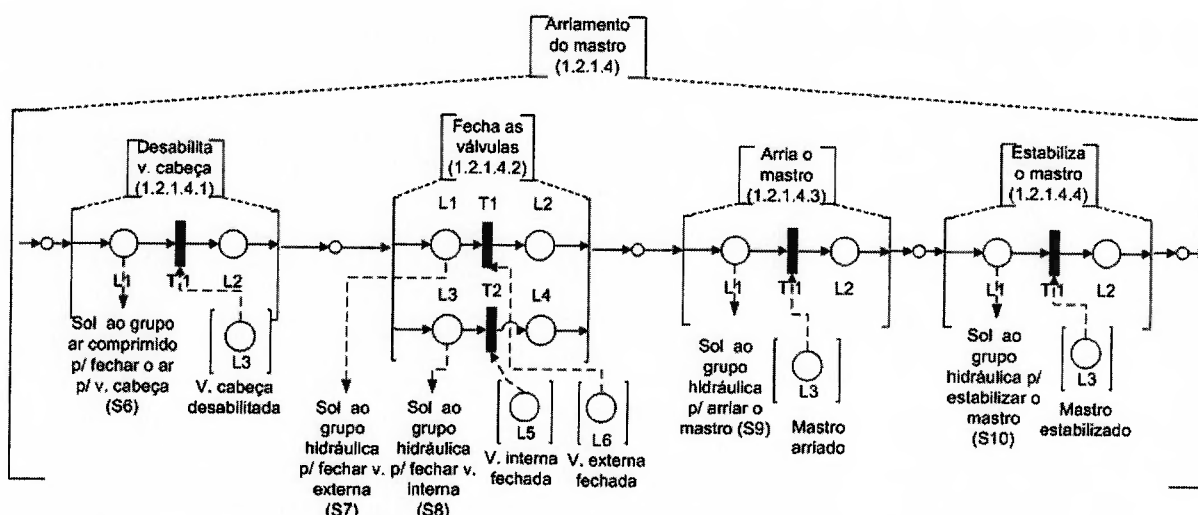 Arriamento
do mastro
(1.2.1.4)
Desabilita
v. cabeça
(1.2.1.4.1)
L1
T1
L2
Sol ao grupo
ar comprimido
p/ fechar o ar
p/ v. cabeça
(S6)
L3
V. cabeça
desabilitada
Fecha as
válvulas
(1.2.1.4.2)
L1 T1 L2
L3 T2 L4
Sol ao
grupo
hidráulica
p/ fechar v.
externa
(S7)
Sol ao
grupo
hidráulica
p/ fechar v.
interna
(S8)
L5
V. interna
fechada
L6
V. externa
fechada
Arria o
mastro
(1.2.1.4.3)
L1
T1
L2
Sol ao
grupo
hidráulica
p/ arriar o
mastro (S9)
L3
Mastro
arriado
Estabiliza
o mastro
(1.2.1.4.4)
L1
T1
L2
Sol ao
grupo
hidráulica p/
estabilizar o
mastro
(S10)
L3
Mastro
estabilizado